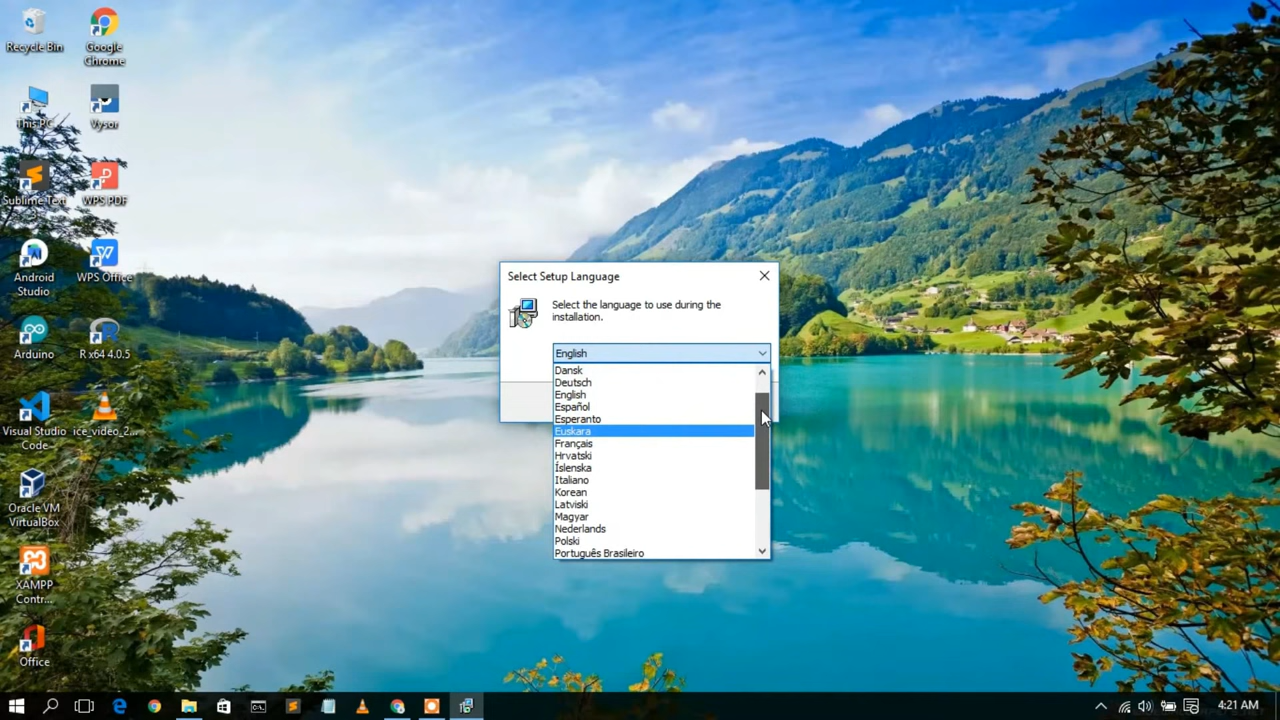 Recycle Bin
Google
Chrome
This PC
Vysor
Sublime Text
3
WPS PDF
Android
Studio
WPS Office
Arduino
R x64 4.0.5
Visual Studio
Code
ice_video_2...
Oracle VM
VirtualBox
XAMPP
Contr...
Office
Select Setup Language
Select the language to use during the
installation.
English
Dansk
Deutsch
English
Español
Esperanto
Euskara
Français
Hrvatski
Íslenska
Italiano
Korean
Latviski
Magyar
Nederlands
Polski
Português Brasileiro
4:21 AM